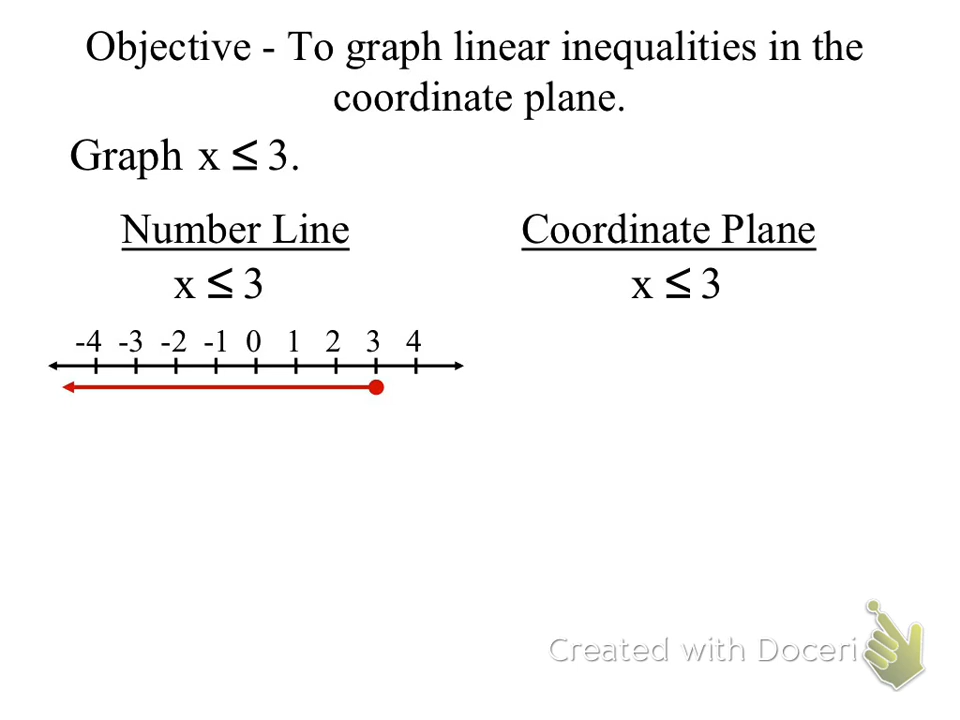 Objective - To graph linear inequalities in the
coordinate plane.
Graph x ≤ 3.
Number Line
Coordinate Plane
x ≤ 3
x ≤ 3
-4 -3 -2 -1 0 1 2 3 4
Created with Doceri